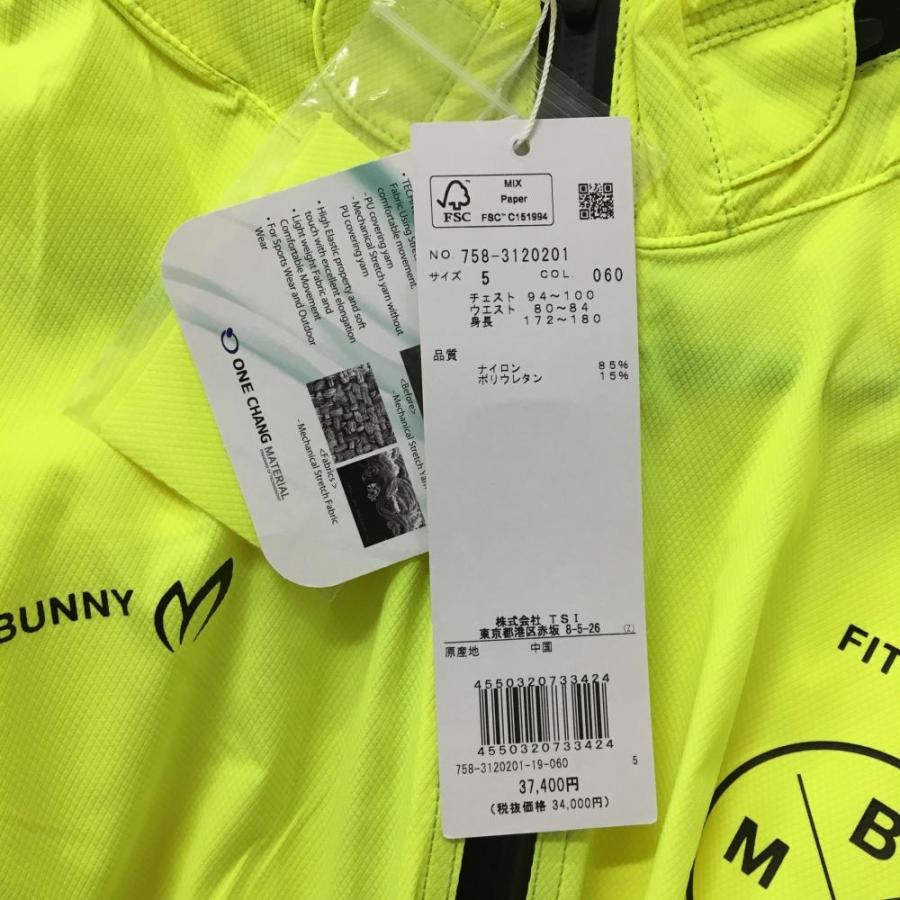 MIX
Paper
FSC™ C151994
FSC
NO. 758-3120201
サイズ 5 COL. 060
チェスト 94～100
ウエスト 80～84
身長 172～180
品質
ナイロン 85%
ポリウレタン 15%
株式会社 TSI
東京都港区赤坂 8-5-26 (Z)
原産地 中国
4550320733424
4550320733424
758-3120201-19-060 5
37,400円
(税抜価格 34,000円)
Fabric Using
comfortable movement.
- PU covering yarn
- Mechanical Stretch yarn without
PU covering yarn
• High Elastic property and soft
touch with excellent elongation
• Light weight Fabric and
Comfortable Movement
• For Sports Wear and Outdoor
Wear
ONE CHANG MATERIAL
<Before>
- Mechanical Stretch Yarn
<Fabrics >
- Mechanical Stretch Fabric
BUNNY
FIT
M B